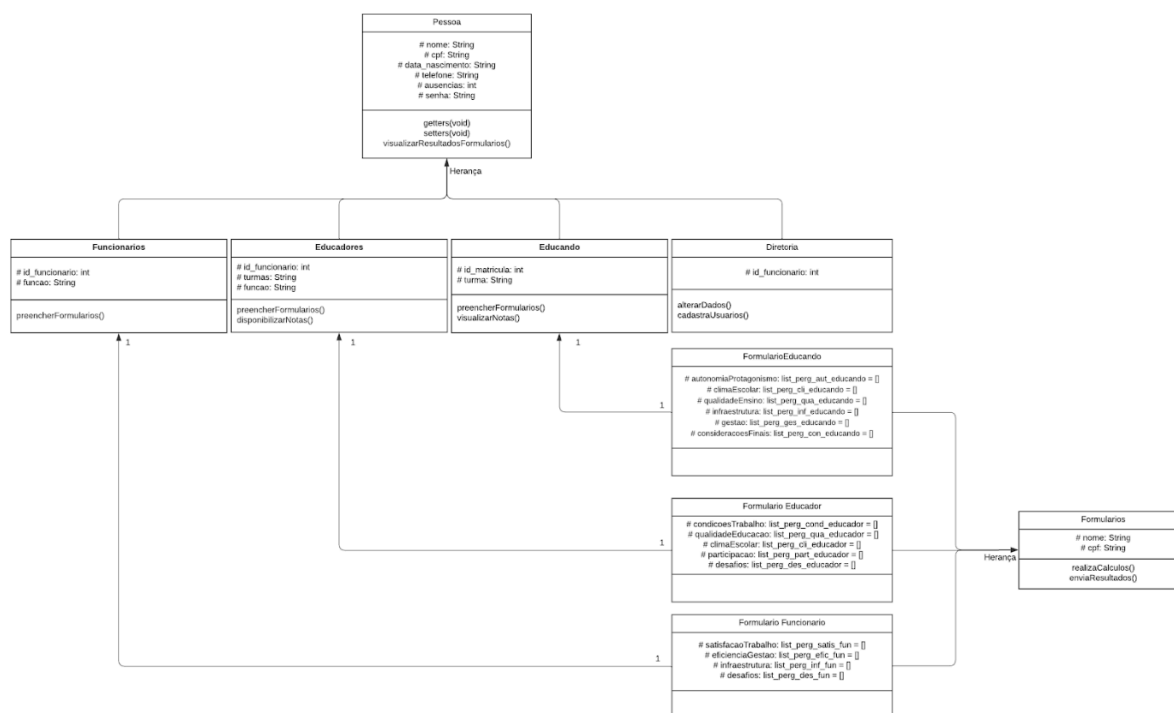 Pessoa
# nome: String
# cpf: String
# data_nascimento: String
# telefone: String
# ausencias: int
# senha: String
getters(void)
setters(void)
visualizarResultadosFormularios()
Herança
Funcionarios
# id_funcionario: int
# funcao: String
preencherFormularios()
Educadores
# id_funcionario: int
# turmas: String
# funcao: String
preencherFormularios()
disponibilizarNotas()
Educando
# id_matricula: int
# turma: String
preencherFormularios()
visualizarNotas()
Diretoria
# id_funcionario: int
alterarDados()
cadastraUsuarios()
1
1
1
FormularioEducando
# autonomiaProtagonismo: list_perg_aut_educando = []
# climaEscolar: list_perg_cli_educando = []
# qualidadeEnsino: list_perg_qua_educando = []
# infraestrutura: list_perg_inf_educando = []
# gestao: list_perg_ges_educando = []
# consideracoesFinais: list_perg_con_educando = []
1
Formulario Educador
# condicoesTrabalho: list_perg_cond_educador = []
# qualidadeEducacao: list_perg_qua_educador = []
# climaEscolar: list_perg_cli_educador = []
# participacao: list_perg_part_educador = []
# desafios: list_perg_des_educador = []
1
Formularios
# nome: String
# cpf: String
realizaCalculos()
enviaResultados()
Herança
Formulario Funcionario
# satisfacaoTrabalho: list_perg_satis_fun = []
# eficienciaGestao: list_perg_efic_fun = []
# infraestrutura: list_perg_inf_fun = []
# desafios: list_perg_des_fun = []
1